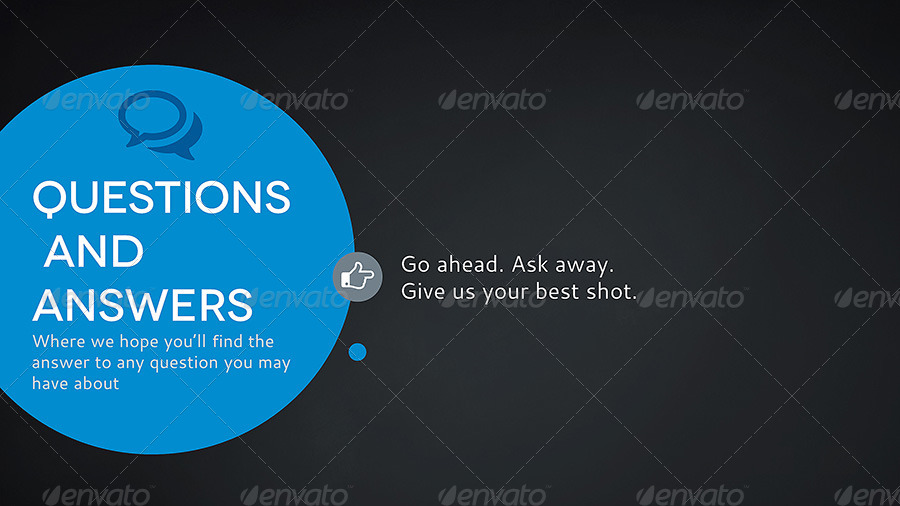 QUESTIONS
AND
ANSWERS
Where we hope you'll find the
answer to any question you may
have about
Go ahead. Ask away.
Give us your best shot.
envato envato envato envato envato
envato envato envato envato envato
envato envato envato envato envato